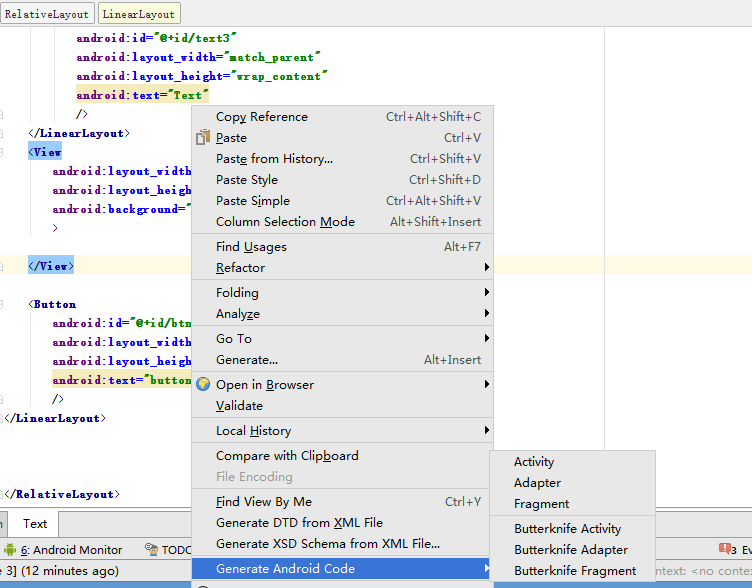 RelativeLayout LinearLayout
android:id="@+id/text3"
android:layout_width="match_parent"
android:layout_height="wrap_content"
android:text="Text"
/>
</LinearLayout>
<View
android:layout_width
android:layout_heigh
android:background="
>
</View>
<Button
android:id="@+id/btn
android:layout_width
android:layout_heigh
android:text="button
/>
</LinearLayout>
</RelativeLayout>
Copy Reference Ctrl+Alt+Shift+C
Paste Ctrl+V
Paste from History... Ctrl+Shift+V
Paste Style Ctrl+Shift+D
Paste Simple Ctrl+Alt+Shift+V
Column Selection Mode Alt+Shift+Insert
Find Usages Alt+F7
Refactor
Folding
Analyze
Go To
Generate... Alt+Insert
Open in Browser
Validate
Local History
Compare with Clipboard
File Encoding
Find View By Me Ctrl+Y
Generate DTD from XML File
Generate XSD Schema from XML File...
Generate Android Code
Activity
Adapter
Fragment
Butterknife Activity
Butterknife Adapter
Butterknife Fragment
Text
6: Android Monitor TODO
3 Ev
3] (12 minutes ago)
ntext: <no conte